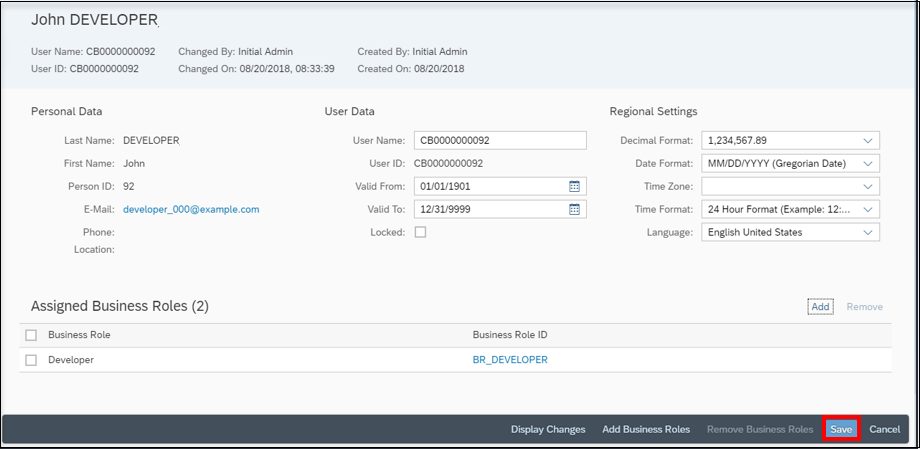 John DEVELOPER
User Name: CB0000000092 Changed By: Initial Admin Created By: Initial Admin
User ID: CB0000000092 Changed On: 08/20/2018, 08:33:39 Created On: 08/20/2018
Personal Data User Data Regional Settings
Last Name: DEVELOPER User Name: CB0000000092 Decimal Format: 1,234,567.89
First Name: John User ID: CB0000000092 Date Format: MM/DD/YYYY (Gregorian Date)
Person ID: 92 Valid From: 01/01/1901 Time Zone:
E-Mail: developer_000@example.com Valid To: 12/31/9999 Time Format: 24 Hour Format (Example: 12:...
Phone: Locked: Language: English United States
Location:
Assigned Business Roles (2) Add Remove
Business Role Business Role ID
Developer BR_DEVELOPER
Display Changes Add Business Roles Remove Business Roles Save Cancel